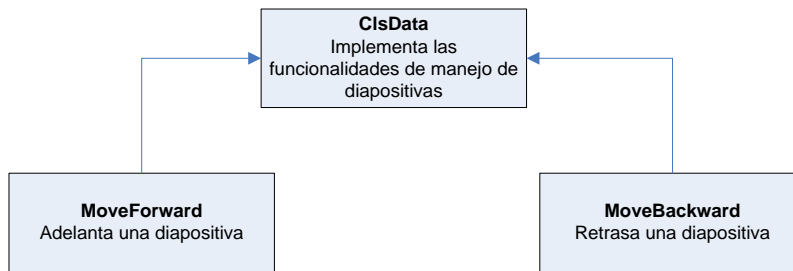 ClsData
Implementa las
funcionalidades de manejo de
diapositivas
MoveForward
Adelanta una diapositiva
MoveBackward
Retrasa una diapositiva